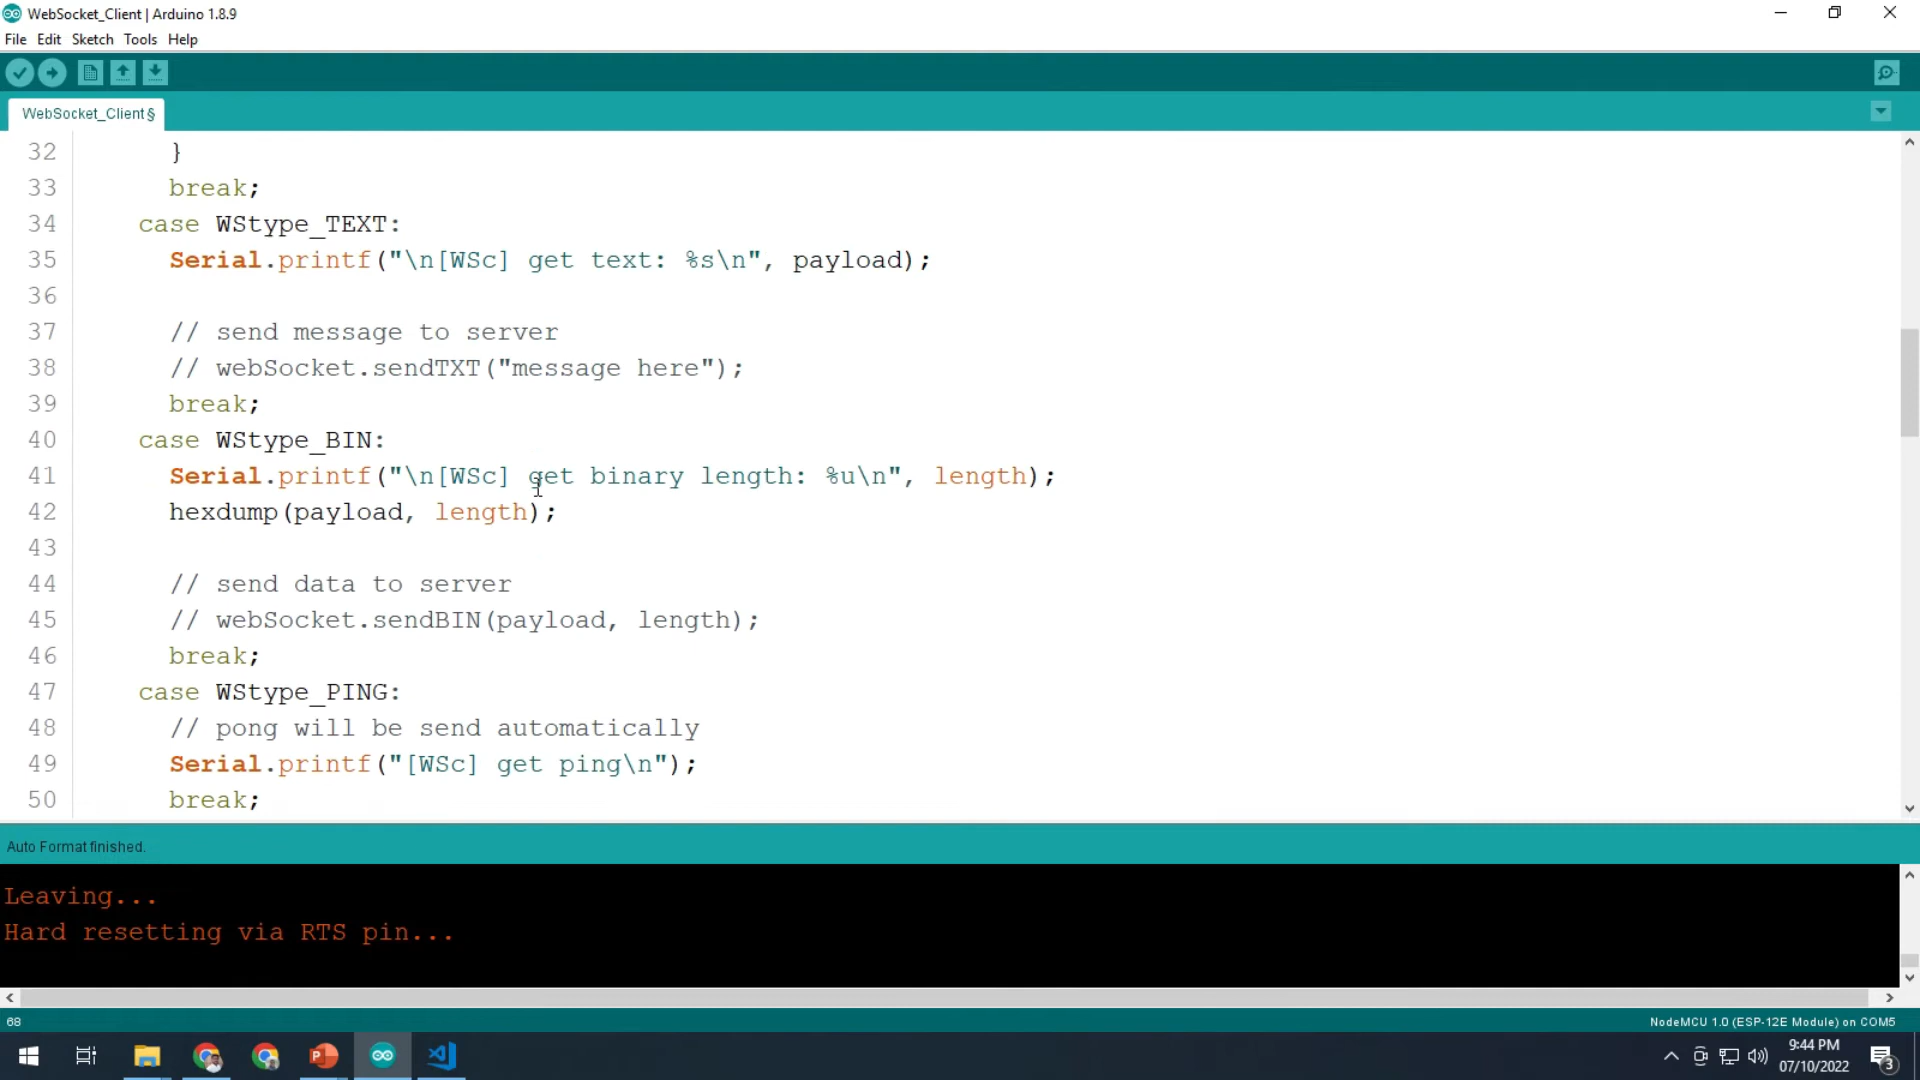 WebSocket_Client | Arduino 1.8.9
File Edit Sketch Tools Help
WebSocket_Client §
32 }
33 break;
34 case WStype_TEXT:
35 Serial.printf("\n[WSc] get text: %s\n", payload);
36
37 // send message to server
38 // webSocket.sendTXT("message here");
39 break;
40 case WStype_BIN:
41 Serial.printf("\n[WSc] get binary length: %u\n", length);
42 hexdump(payload, length);
43
44 // send data to server
45 // webSocket.sendBIN(payload, length);
46 break;
47 case WStype_PING:
48 // pong will be send automatically
49 Serial.printf("[WSc] get ping\n");
50 break;
Auto Format finished.
Leaving...
Hard resetting via RTS pin...
68 NodeMCU 1.0 (ESP-12E Module) on COM5
9:44 PM
07/10/2022
3